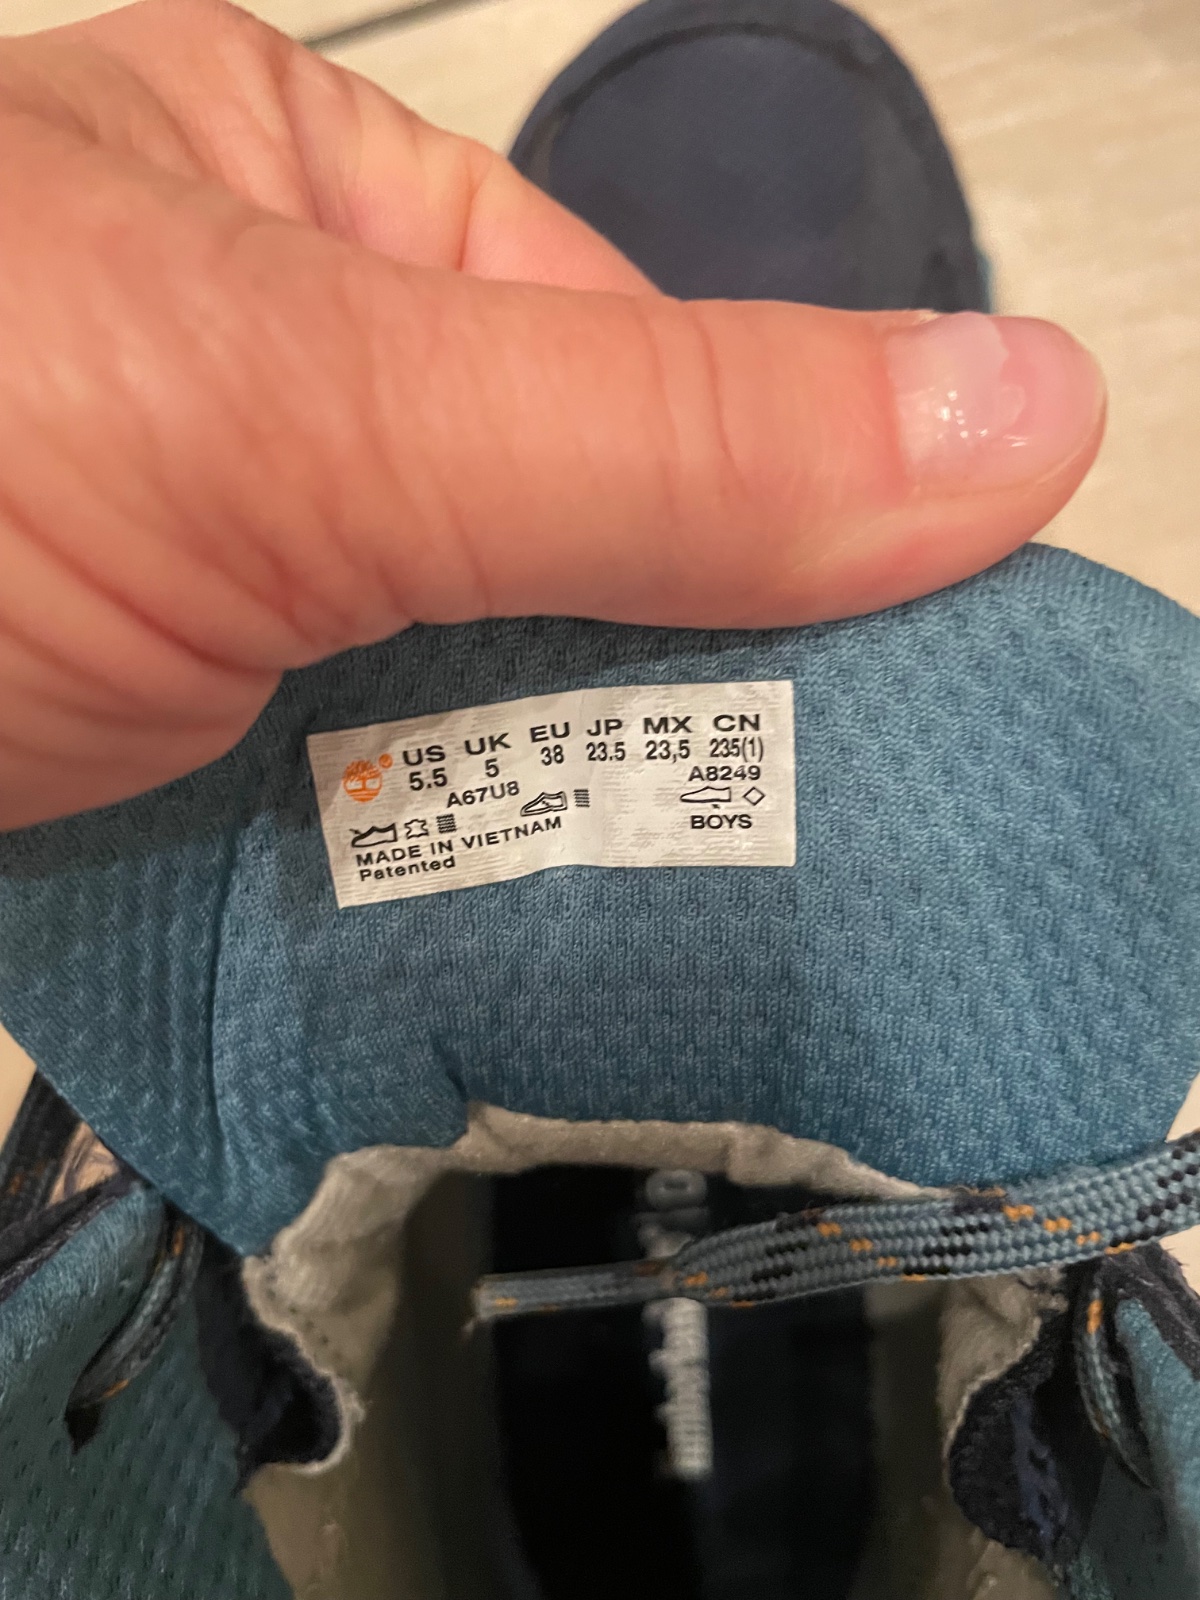 US UK EU JP MX CN
5.5 5 38 23.5 23,5 235(1)
A67U8 A8249
BOYS
MADE IN VIETNAM
Patented